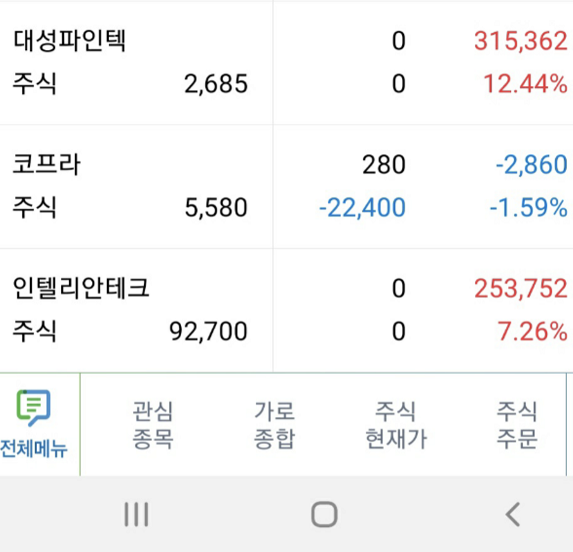 대성파인텍 0 315,362
주식 2,685 0 12.44%
코프라 280 -2,860
주식 5,580 -22,400 -1.59%
인텔리안테크 0 253,752
주식 92,700 0 7.26%
전체메뉴
관심
종목
가로
종합
주식
현재가
주식
주문